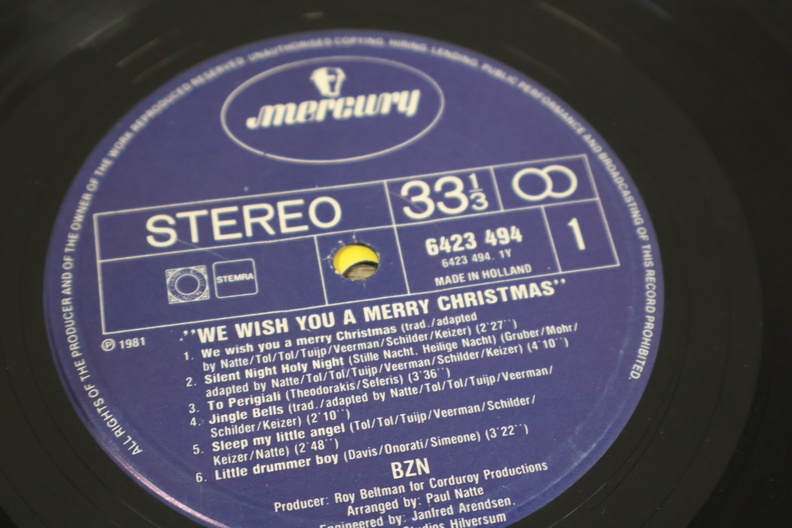 ALL RIGHTS OF THE PRODUCER AND OF THE OWNER OF THE WORK REPRODUCED RESERVED. UNAUTHORISED COPYING, HIRING, LENDING, PUBLIC PERFORMANCE AND BROADCASTING OF THIS RECORD PROHIBITED.
mercury
STEREO
33 1/3
STEMRA
6423 494
6423 494. 1Y
MADE IN HOLLAND
1
℗ 1981
"WE WISH YOU A MERRY CHRISTMAS"
1. We wish you a merry Christmas (trad./adapted
by Natte/Tol/Tol/Tuijp/Veerman/Schilder/Keizer) (2'27'')
2. Silent Night Holy Night (Stille Nacht, Heilige Nacht) (Gruber/Mohr/
adapted by Natte/Tol/Tol/Tuijp/Veerman/Schilder/Keizer) (4'10'')
3. To Perigiali (Theodorakis/Seferis) (3'36'')
4. Jingle Bells (trad./adapted by Natte/Tol/Tol/Tuijp/Veerman/
Schilder/Keizer) (2'10'')
5. Sleep my little angel (Tol/Tol/Tuijp/Veerman/Schilder/
Keizer/Natte) (2'48'')
6. Little drummer boy (Davis/Onorati/Simeone) (3'22'')
BZN
Producer: Roy Beltman for Corduroy Productions
Arranged by: Paul Natte
Engineered by: Janfred Arendsen,
Studios Hilversum